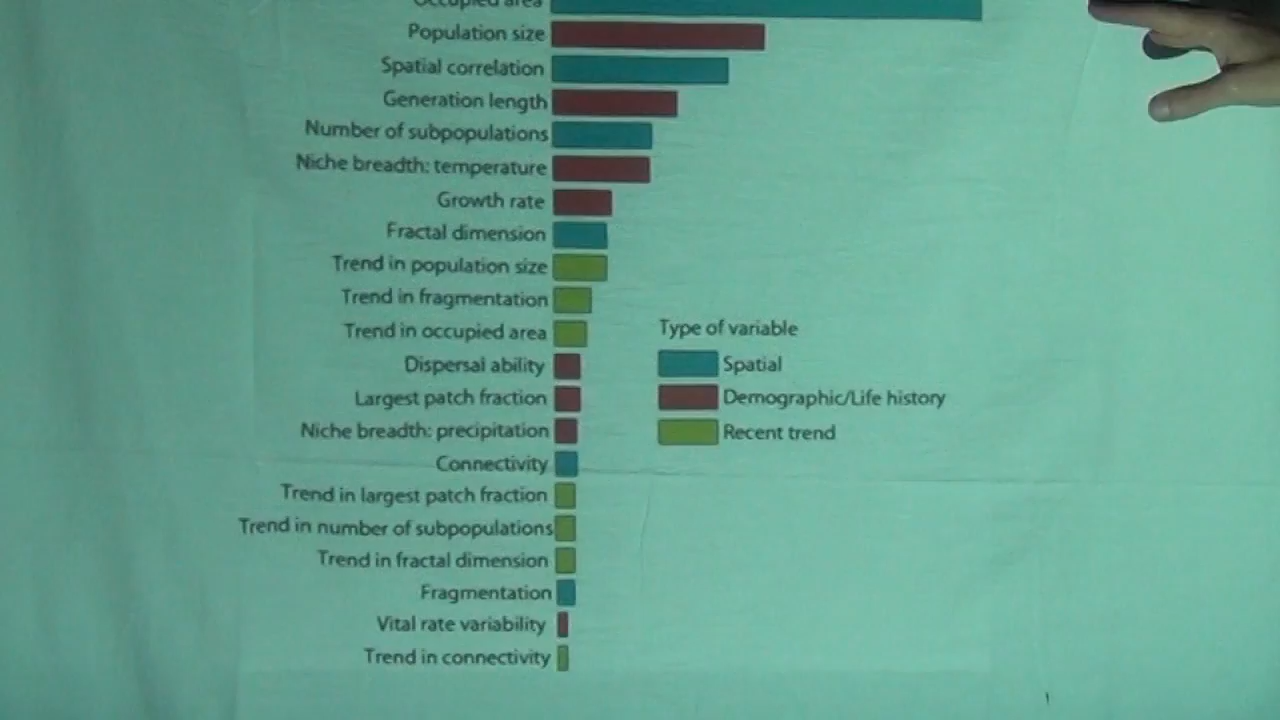 Occupied area
Population size
Spatial correlation
Generation length
Number of subpopulations
Niche breadth: temperature
Growth rate
Fractal dimension
Trend in population size
Trend in fragmentation
Trend in occupied area
Dispersal ability
Largest patch fraction
Niche breadth: precipitation
Connectivity
Trend in largest patch fraction
Trend in number of subpopulations
Trend in fractal dimension
Fragmentation
Vital rate variability
Trend in connectivity
Type of variable
Spatial
Demographic/Life history
Recent trend